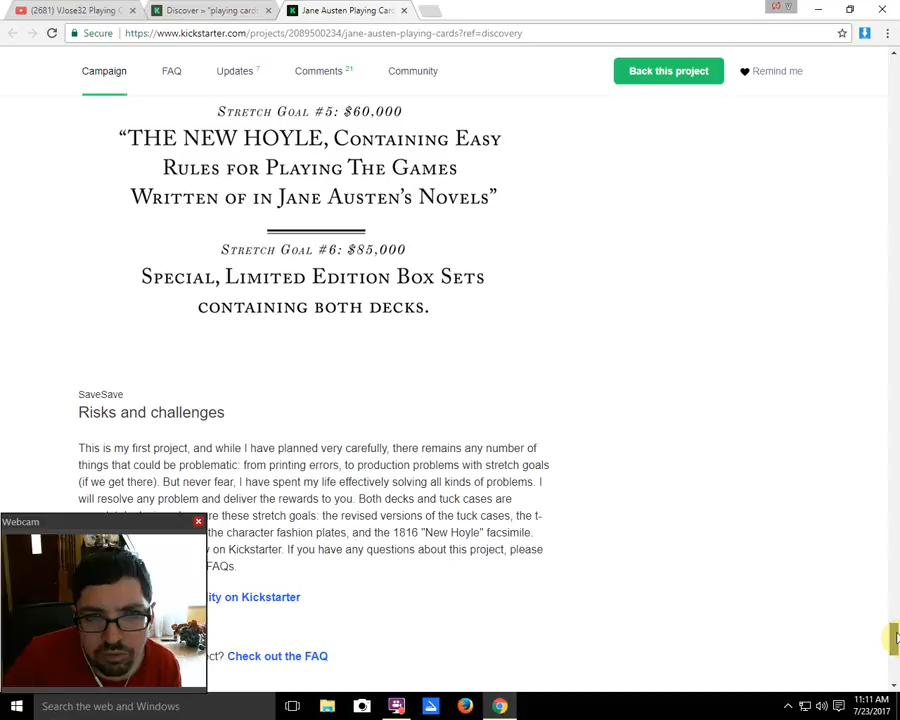 (2681) VJose32 Playing C
Discover » "playing cards
Jane Austen Playing Car
Secure
https://www.kickstarter.com/projects/2089500234/jane-austen-playing-cards?ref=discovery
Campaign
FAQ
Updates 7
Comments 21
Community
Back this project
Remind me
STRETCH GOAL #5: $60,000
“THE NEW HOYLE, CONTAINING EASY
RULES FOR PLAYING THE GAMES
WRITTEN OF IN JANE AUSTEN’S NOVELS”
STRETCH GOAL #6: $85,000
SPECIAL, LIMITED EDITION BOX SETS
CONTAINING BOTH DECKS.
SaveSave
Risks and challenges
This is my first project, and while I have planned very carefully, there remains any number of
things that could be problematic: from printing errors, to production problems with stretch goals
(if we get there). But never fear, I have spent my life effectively solving all kinds of problems. I
will resolve any problem and deliver the rewards to you. Both decks and tuck cases are
re these stretch goals: the revised versions of the tuck cases, the t-
the character fashion plates, and the 1816 "New Hoyle" facsimile.
y on Kickstarter. If you have any questions about this project, please
FAQs.
ity on Kickstarter
ct? Check out the FAQ
Webcam
Search the web and Windows
11:11 AM
7/23/2017